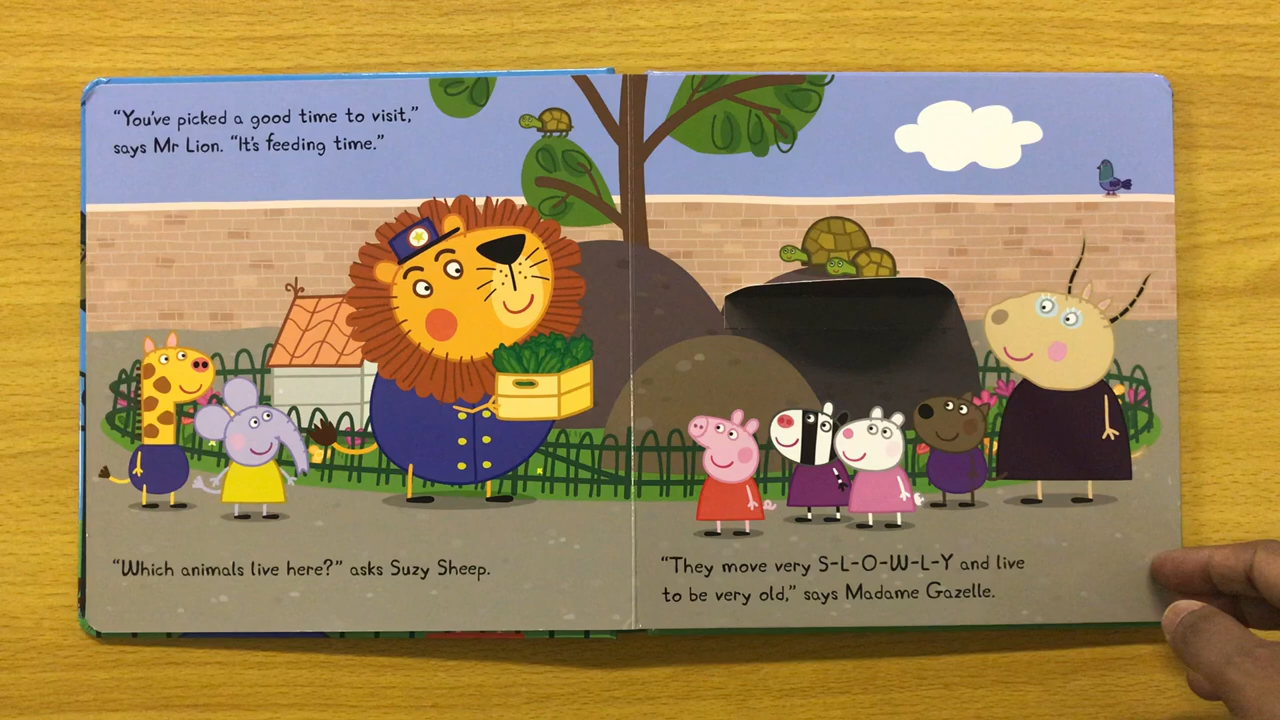 “You’ve picked a good time to visit,”
says Mr Lion. “It’s feeding time.”
“Which animals live here?” asks Suzy Sheep.
“They move very S-L-O-W-L-Y and live
to be very old,” says Madame Gazelle.